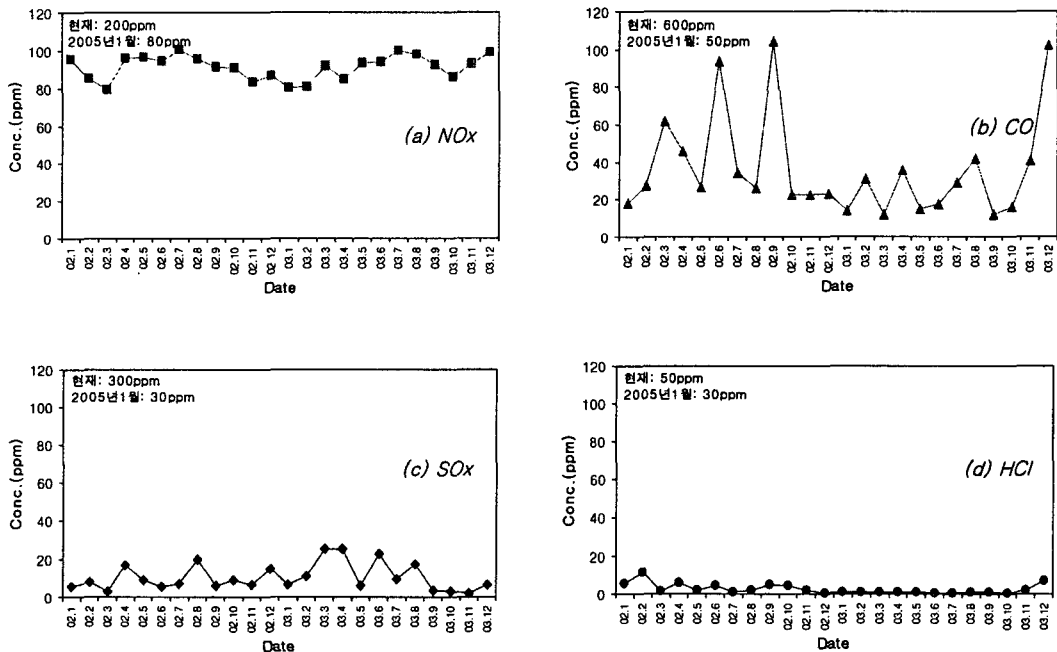 현재: 200ppm
2005년1월: 80ppm
120
100
80
60
40
20
0
Conc.(ppm)
(a) NOx
02.1 02.2 02.3 02.4 02.5 02.6 02.7 02.8 02.9 02.10 02.11 02.12 03.1 03.2 03.3 03.4 03.5 03.6 03.7 03.8 03.9 03.10 03.11 03.12
Date
현재: 600ppm
2005년1월: 50ppm
120
100
80
60
40
20
0
Conc.(ppm)
(b) CO
02.1 02.2 02.3 02.4 02.5 02.6 02.7 02.8 02.9 02.10 02.11 02.12 03.1 03.2 03.3 03.4 03.5 03.6 03.7 03.8 03.9 03.10 03.11 03.12
Date
현재: 300ppm
2005년1월: 30ppm
120
100
80
60
40
20
0
Conc.(ppm)
(c) SOx
02.1 02.2 02.3 02.4 02.5 02.6 02.7 02.8 02.9 02.10 02.11 02.12 03.1 03.2 03.3 03.4 03.5 03.6 03.7 03.8 03.9 03.10 03.11 03.12
Date
현재: 50ppm
2005년1월: 30ppm
120
100
80
60
40
20
0
Conc.(ppm)
(d) HCl
02.1 02.2 02.3 02.4 02.5 02.6 02.7 02.8 02.9 02.10 02.11 02.12 03.1 03.2 03.3 03.4 03.5 03.6 03.7 03.8 03.9 03.10 03.11 03.12
Date